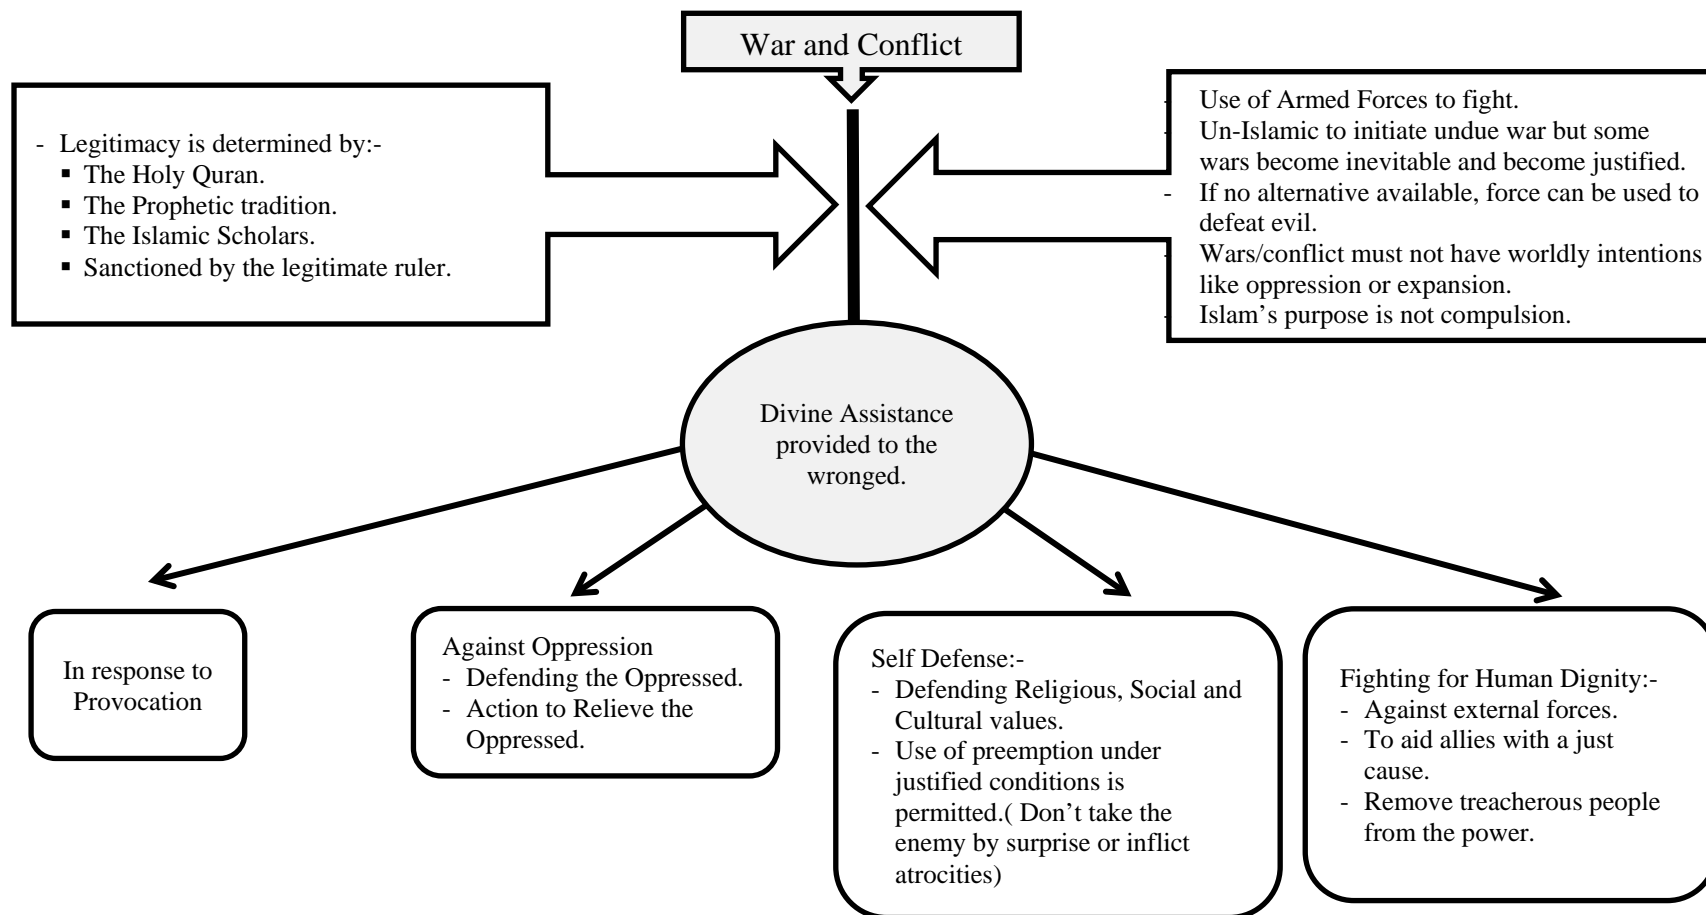 War and Conflict
- Legitimacy is determined by:-
▪ The Holy Quran.
▪ The Prophetic tradition.
▪ The Islamic Scholars.
▪ Sanctioned by the legitimate ruler.
- Use of Armed Forces to fight.
- Un-Islamic to initiate undue war but some
wars become inevitable and become justified.
- If no alternative available, force can be used to
defeat evil.
- Wars/conflict must not have worldly intentions
like oppression or expansion.
- Islam’s purpose is not compulsion.
Divine Assistance
provided to the
wronged.
In response to
Provocation
Against Oppression
- Defending the Oppressed.
- Action to Relieve the
Oppressed.
Self Defense:-
- Defending Religious, Social and
Cultural values.
- Use of preemption under
justified conditions is
permitted.( Don’t take the
enemy by surprise or inflict
atrocities)
Fighting for Human Dignity:-
- Against external forces.
- To aid allies with a just
cause.
- Remove treacherous people
from the power.